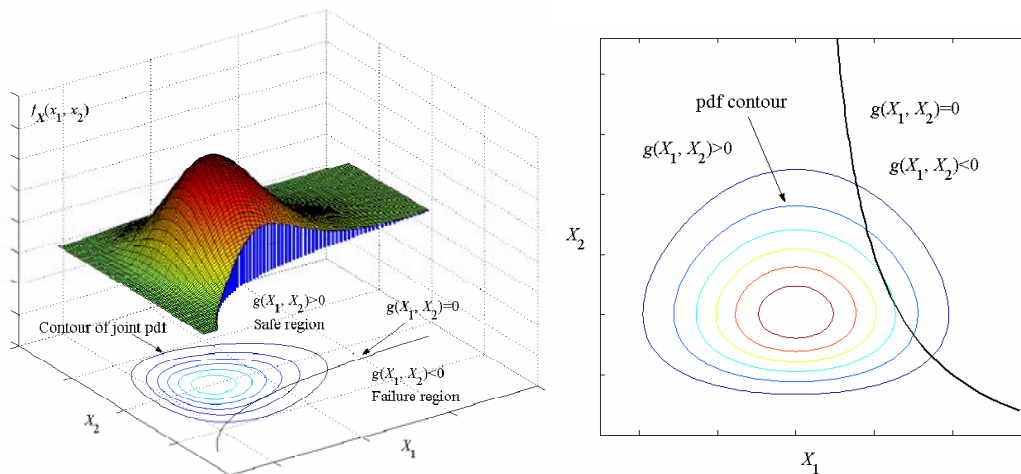 f_X(x_1, x_2)
g(X_1, X_2)>0
Safe region
g(X_1, X_2)=0
Contour of joint pdf
g(X_1, X_2)<0
Failure region
X_2
X_1
pdf contour
g(X_1, X_2)=0
g(X_1, X_2)>0
g(X_1, X_2)<0
X_2
X_1